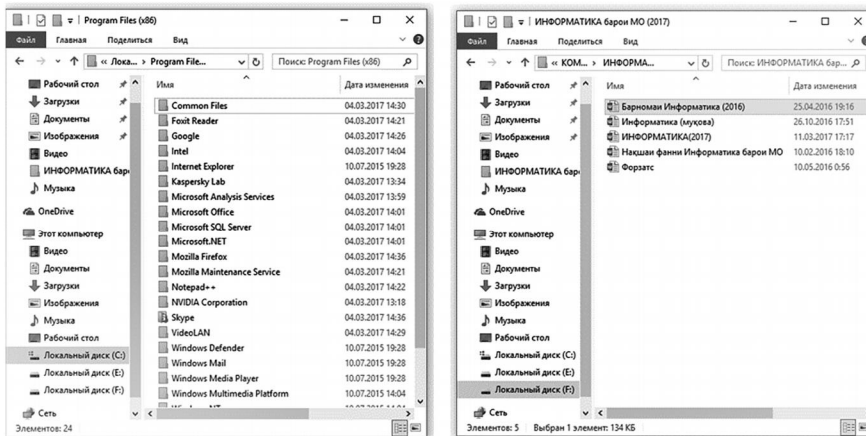 Program Files (x86)
Файл Главная Поделиться Вид
« Лока... › Program File... Поиск: Program Files (x86)
Рабочий стол
Загрузки
Документы
Изображения
Видео
ИНФОРМАТИКА баро
Музыка
OneDrive
Этот компьютер
Видео
Документы
Загрузки
Изображения
Музыка
Рабочий стол
Локальный диск (C:)
Локальный диск (E:)
Локальный диск (F:)
Сеть
Имя Дата изменения
Common Files 04.03.2017 14:30
Foxit Reader 04.03.2017 14:21
Google 04.03.2017 14:26
Intel 04.03.2017 14:04
Internet Explorer 10.07.2015 19:28
Kaspersky Lab 04.03.2017 13:34
Microsoft Analysis Services 04.03.2017 13:59
Microsoft Office 04.03.2017 14:01
Microsoft SQL Server 04.03.2017 14:01
Microsoft.NET 04.03.2017 14:01
Mozilla Firefox 04.03.2017 14:36
Mozilla Maintenance Service 04.03.2017 14:21
Notepad++ 04.03.2017 14:22
NVIDIA Corporation 04.03.2017 13:18
Skype 04.03.2017 14:36
VideoLAN 04.03.2017 14:29
Windows Defender 10.07.2015 19:28
Windows Mail 10.07.2015 19:28
Windows Media Player 10.07.2015 19:28
Windows Multimedia Platform 10.07.2015 14:04
Элементов: 24
ИНФОРМАТИКА барои МО (2017)
Файл Главная Поделиться Вид
« КОМ... › ИНФОРМА... Поиск: ИНФОРМАТИКА бар...
Рабочий стол
Загрузки
Документы
Изображения
Видео
ИНФОРМАТИКА баро
Музыка
OneDrive
Этот компьютер
Видео
Документы
Загрузки
Изображения
Музыка
Рабочий стол
Локальный диск (C:)
Локальный диск (E:)
Локальный диск (F:)
Сеть
Имя Дата изменения
Барномаи Информатика (2016) 25.04.2016 19:16
Информатика (муқова) 26.10.2016 17:51
ИНФОРМАТИКА(2017) 11.03.2017 17:17
Нақшаи фанни Информатика барои МО 10.02.2016 18:10
Форзатс 10.05.2016 0:56
Элементов: 5 Выбран 1 элемент: 134 КБ